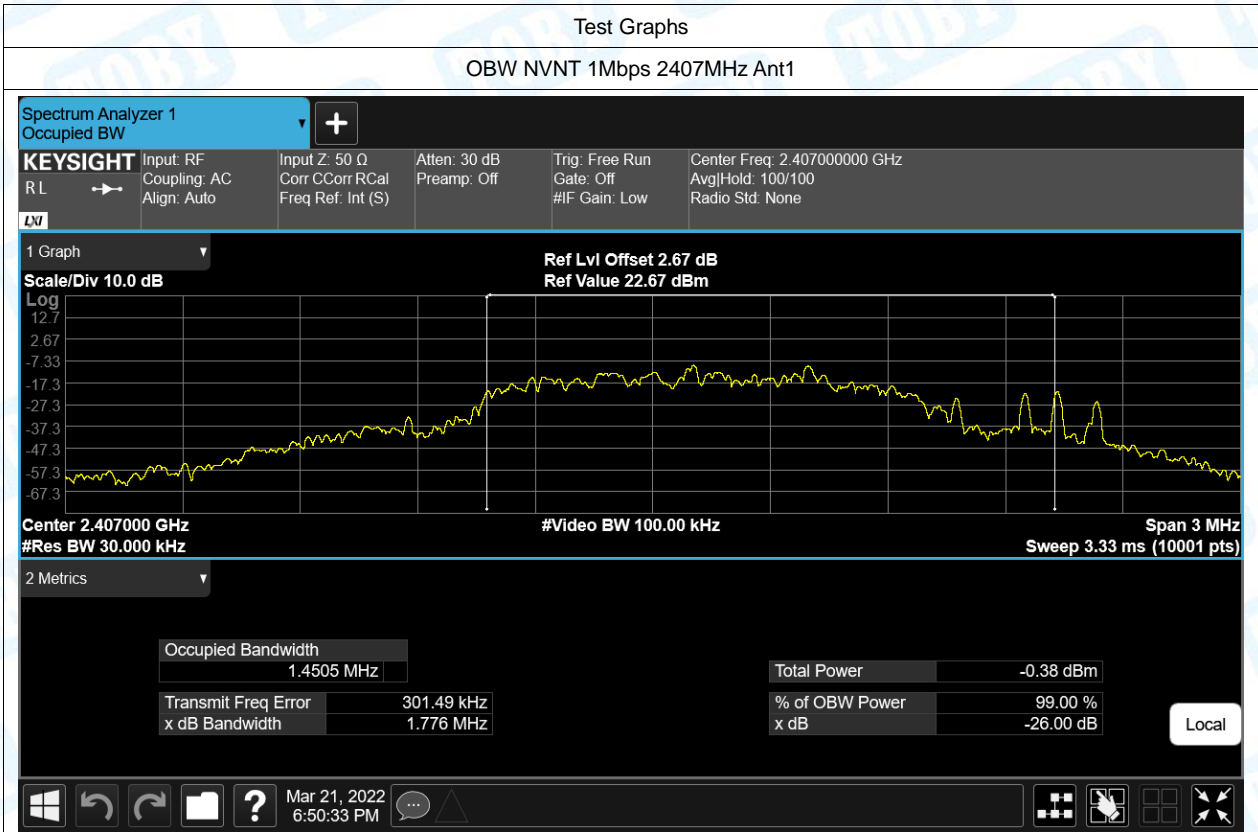 Test Graphs
OBW NVNT 1Mbps 2407MHz Ant1
Spectrum Analyzer 1
Occupied BW
KEYSIGHT
R L
LXI
Input: RF
Coupling: AC
Align: Auto
Input Z: 50 Ω
Corr CCorr RCal
Freq Ref: Int (S)
Atten: 30 dB
Preamp: Off
Trig: Free Run
Gate: Off
#IF Gain: Low
Center Freq: 2.407000000 GHz
Avg|Hold: 100/100
Radio Std: None
1 Graph
Scale/Div 10.0 dB
Ref Lvl Offset 2.67 dB
Ref Value 22.67 dBm
Log
12.7
2.67
-7.33
-17.3
-27.3
-37.3
-47.3
-57.3
-67.3
Center 2.407000 GHz
#Video BW 100.00 kHz
Span 3 MHz
#Res BW 30.000 kHz
Sweep 3.33 ms (10001 pts)
2 Metrics
Occupied Bandwidth
1.4505 MHz
Total Power -0.38 dBm
Transmit Freq Error 301.49 kHz
% of OBW Power 99.00 %
x dB Bandwidth 1.776 MHz
x dB -26.00 dB
Local
?
Mar 21, 2022
6:50:33 PM
TOBY